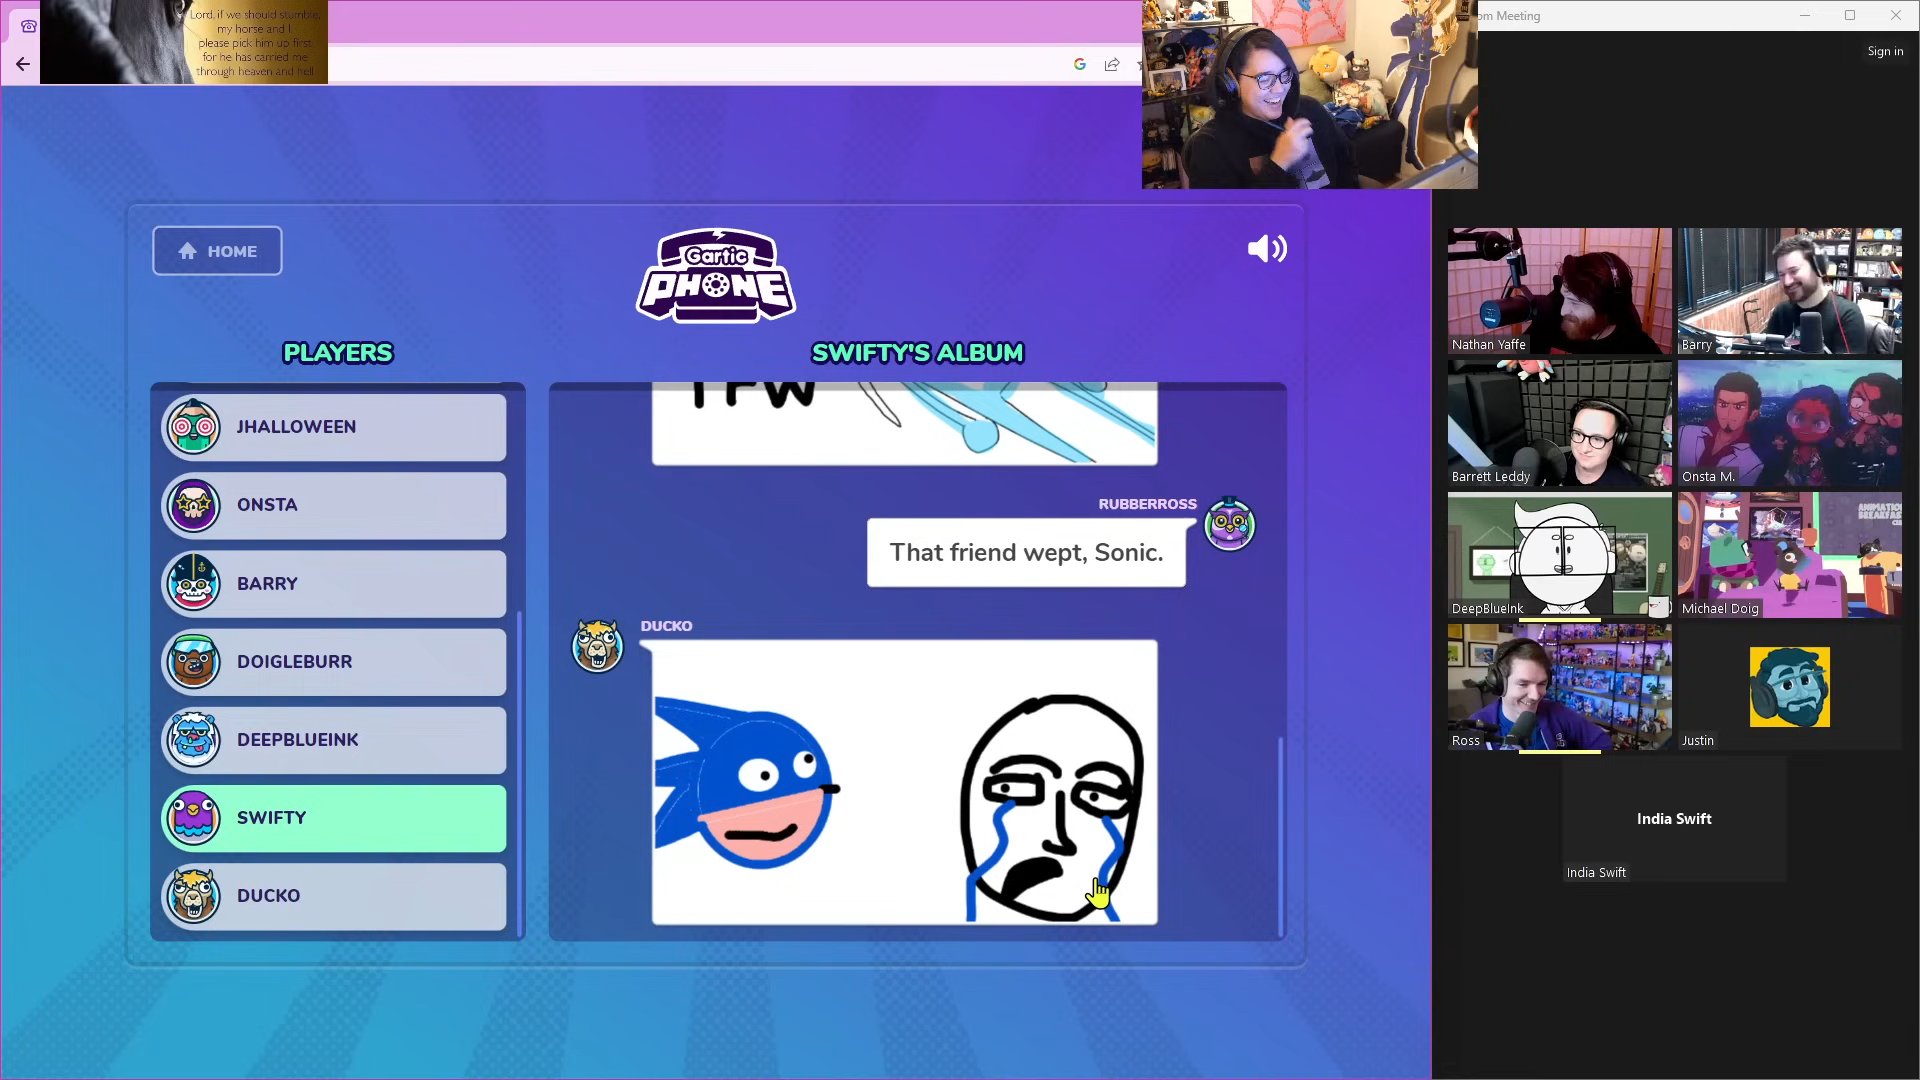 Lord, if we should stumble,
my horse and I,
please pick him up first,
for he has carried me
through heaven and hell
om Meeting
Sign in
HOME
Gartic
PHONE
PLAYERS
SWIFTY'S ALBUM
JHALLOWEEN
ONSTA
BARRY
DOIGLEBURR
DEEPBLUEINK
SWIFTY
DUCKO
TFW
RUBBERROSS
That friend wept, Sonic.
DUCKO
Nathan Yaffe
Barry
Barrett Leddy
Onsta M.
ANIMATION
BREAKFAST
DeepBlueInk
Michael Doig
Ross
Justin
India Swift
India Swift